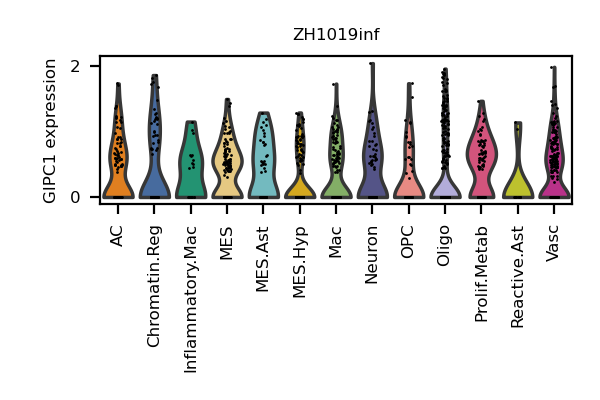 ZH1019inf
GIPC1 expression
2
0
AC
Chromatin.Reg
Inflammatory.Mac
MES
MES.Ast
MES.Hyp
Mac
Neuron
OPC
Oligo
Prolif.Metab
Reactive.Ast
Vasc